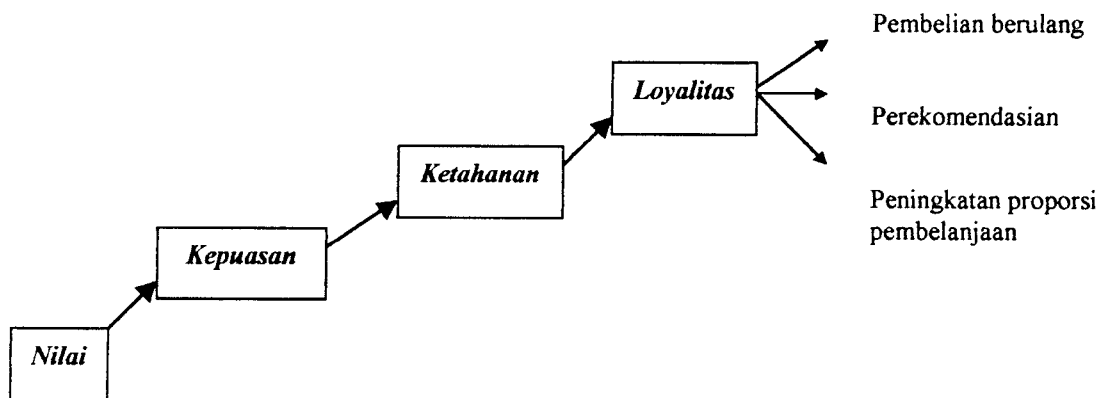 Pembelian berulang
Loyalitas
Perekomendasian
Ketahanan
Peningkatan proporsi
pembelanjaan
Kepuasan
Nilai